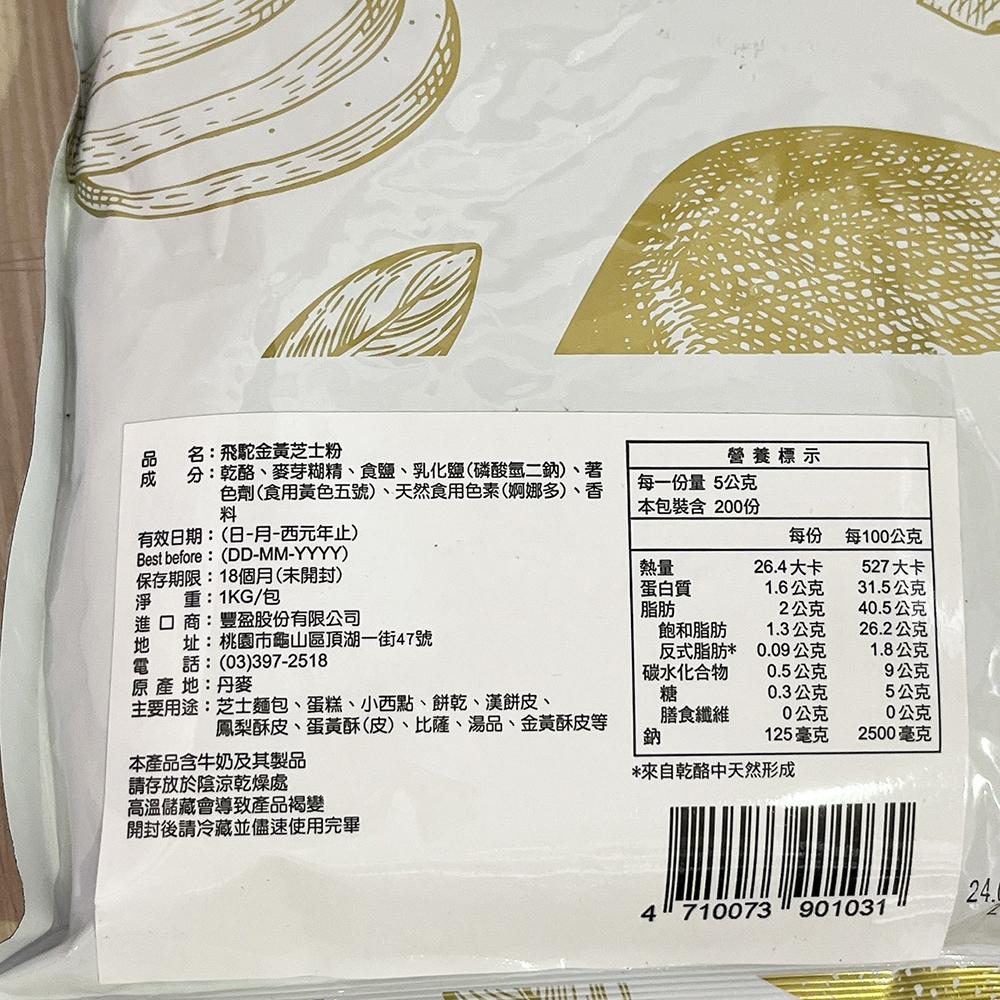 品 名：飛駝金黃芝士粉
成 分：乾酪、麥芽糊精、食鹽、乳化鹽(磷酸氫二鈉)、著
色劑(食用黃色五號)、天然食用色素(婀娜多)、香
料
有效日期：(日-月-西元年止)
Best before：(DD-MM-YYYY)
保存期限：18個月(未開封)
淨 重：1KG/包
進 口 商：豐盈股份有限公司
地 址：桃園市龜山區頂湖一街47號
電 話：(03)397-2518
原 產 地：丹麥
主要用途：芝士麵包、蛋糕、小西點、餅乾、漢餅皮、
鳳梨酥皮、蛋黃酥(皮)、比薩、湯品、金黃酥皮等
本產品含牛奶及其製品
請存放於陰涼乾燥處
高溫儲藏會導致產品褐變
開封後請冷藏並儘速使用完畢
營養標示
每一份量 5公克
本包裝含 200份
每份 每100公克
熱量 26.4大卡 527大卡
蛋白質 1.6公克 31.5公克
脂肪 2公克 40.5公克
飽和脂肪 1.3公克 26.2公克
反式脂肪* 0.09公克 1.8公克
碳水化合物 0.5公克 9公克
糖 0.3公克 5公克
膳食纖維 0公克 0公克
鈉 125毫克 2500毫克
*來自乾酪中天然形成
4 710073 901031
24.